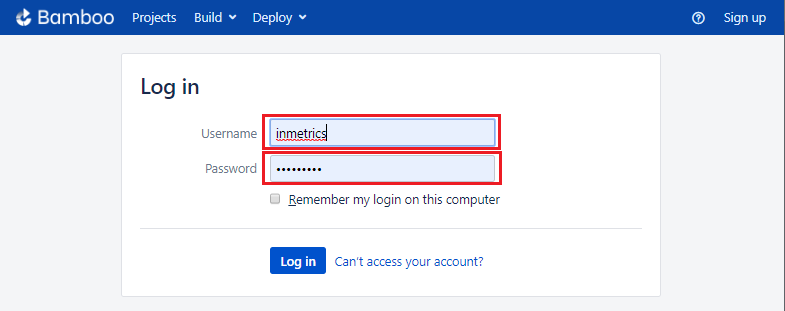 Bamboo Projects Build Deploy Sign up
Log in
Username inmetrics
Password •••••••••
Remember my login on this computer
Log in Can't access your account?